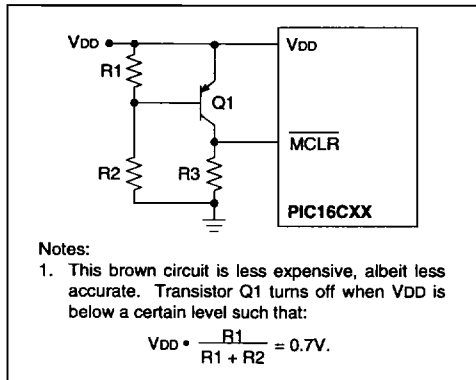 VDD
VDD
R1
Q1
MCLR
R2
R3
PIC16CXX
Notes:
1. This brown circuit is less expensive, albeit less
accurate. Transistor Q1 turns off when VDD is
below a certain level such that:
VDD • R1 / R1 + R2 = 0.7V.